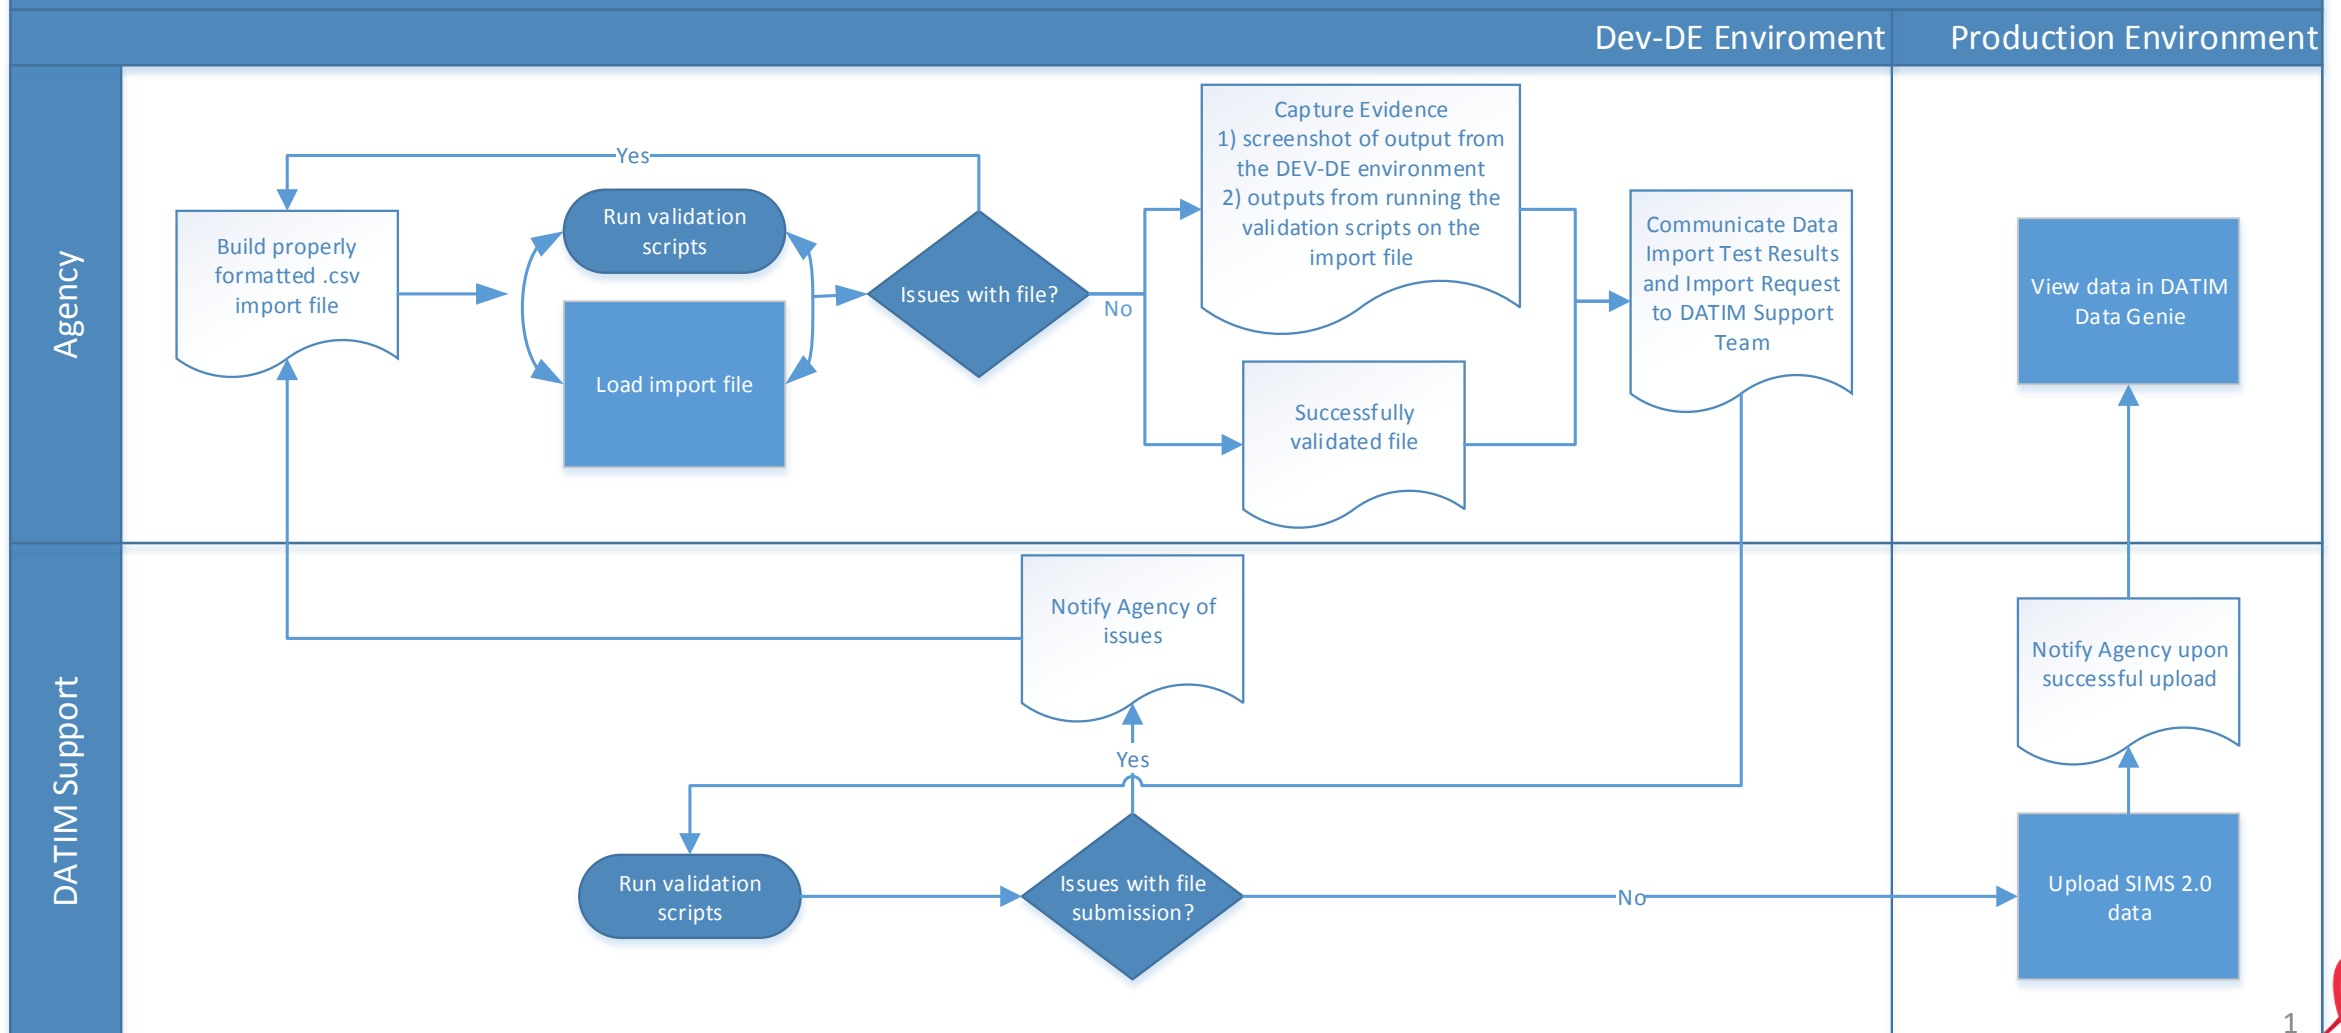 Dev-DE Enviroment
Production Environment
Agency
Build properly
formatted .csv
import file
Yes
Run validation
scripts
Load import file
Issues with file?
No
Capture Evidence
1) screenshot of output from
the DEV-DE environment
2) outputs from running the
validation scripts on the
import file
Successfully
validated file
Communicate Data
Import Test Results
and Import Request
to DATIM Support
Team
View data in DATIM
Data Genie
DATIM Support
Notify Agency of
issues
Yes
Run validation
scripts
Issues with file
submission?
No
Notify Agency upon
successful upload
Upload SIMS 2.0
data
1